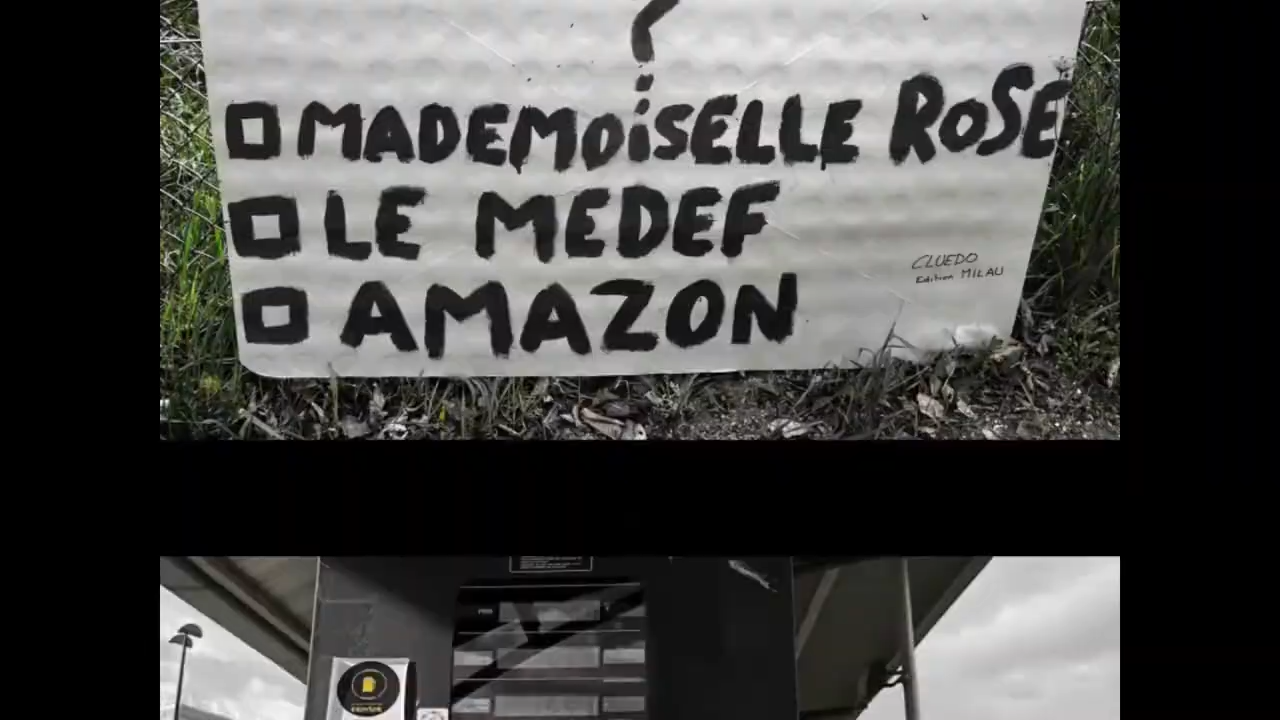 ?
□ MADEMOiSELLE RoSE
□ LE MEDEF
□ AMAZON
CLUEDO
Edition MILAU